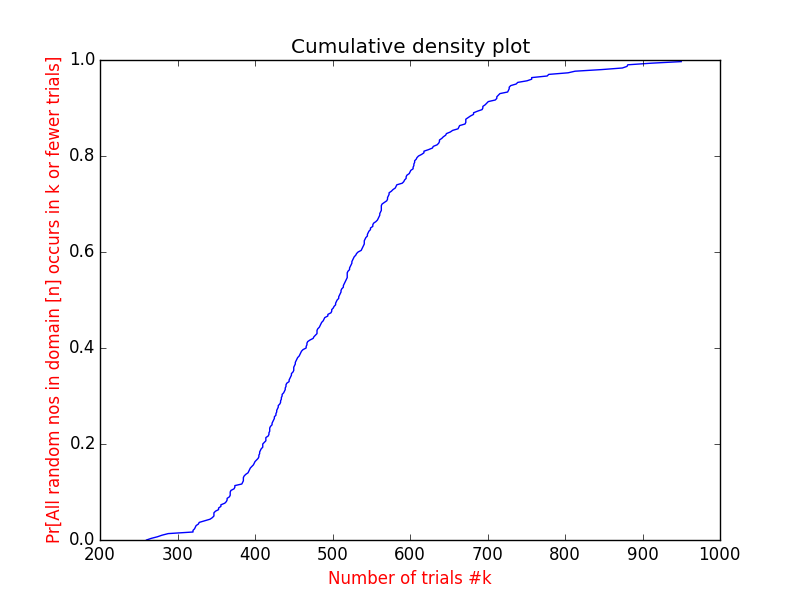 Cumulative density plot
Pr[All random nos in domain [n] occurs in k or fewer trials]
1.0
0.8
0.6
0.4
0.2
0.0
200 300 400 500 600 700 800 900 1000
Number of trials #k